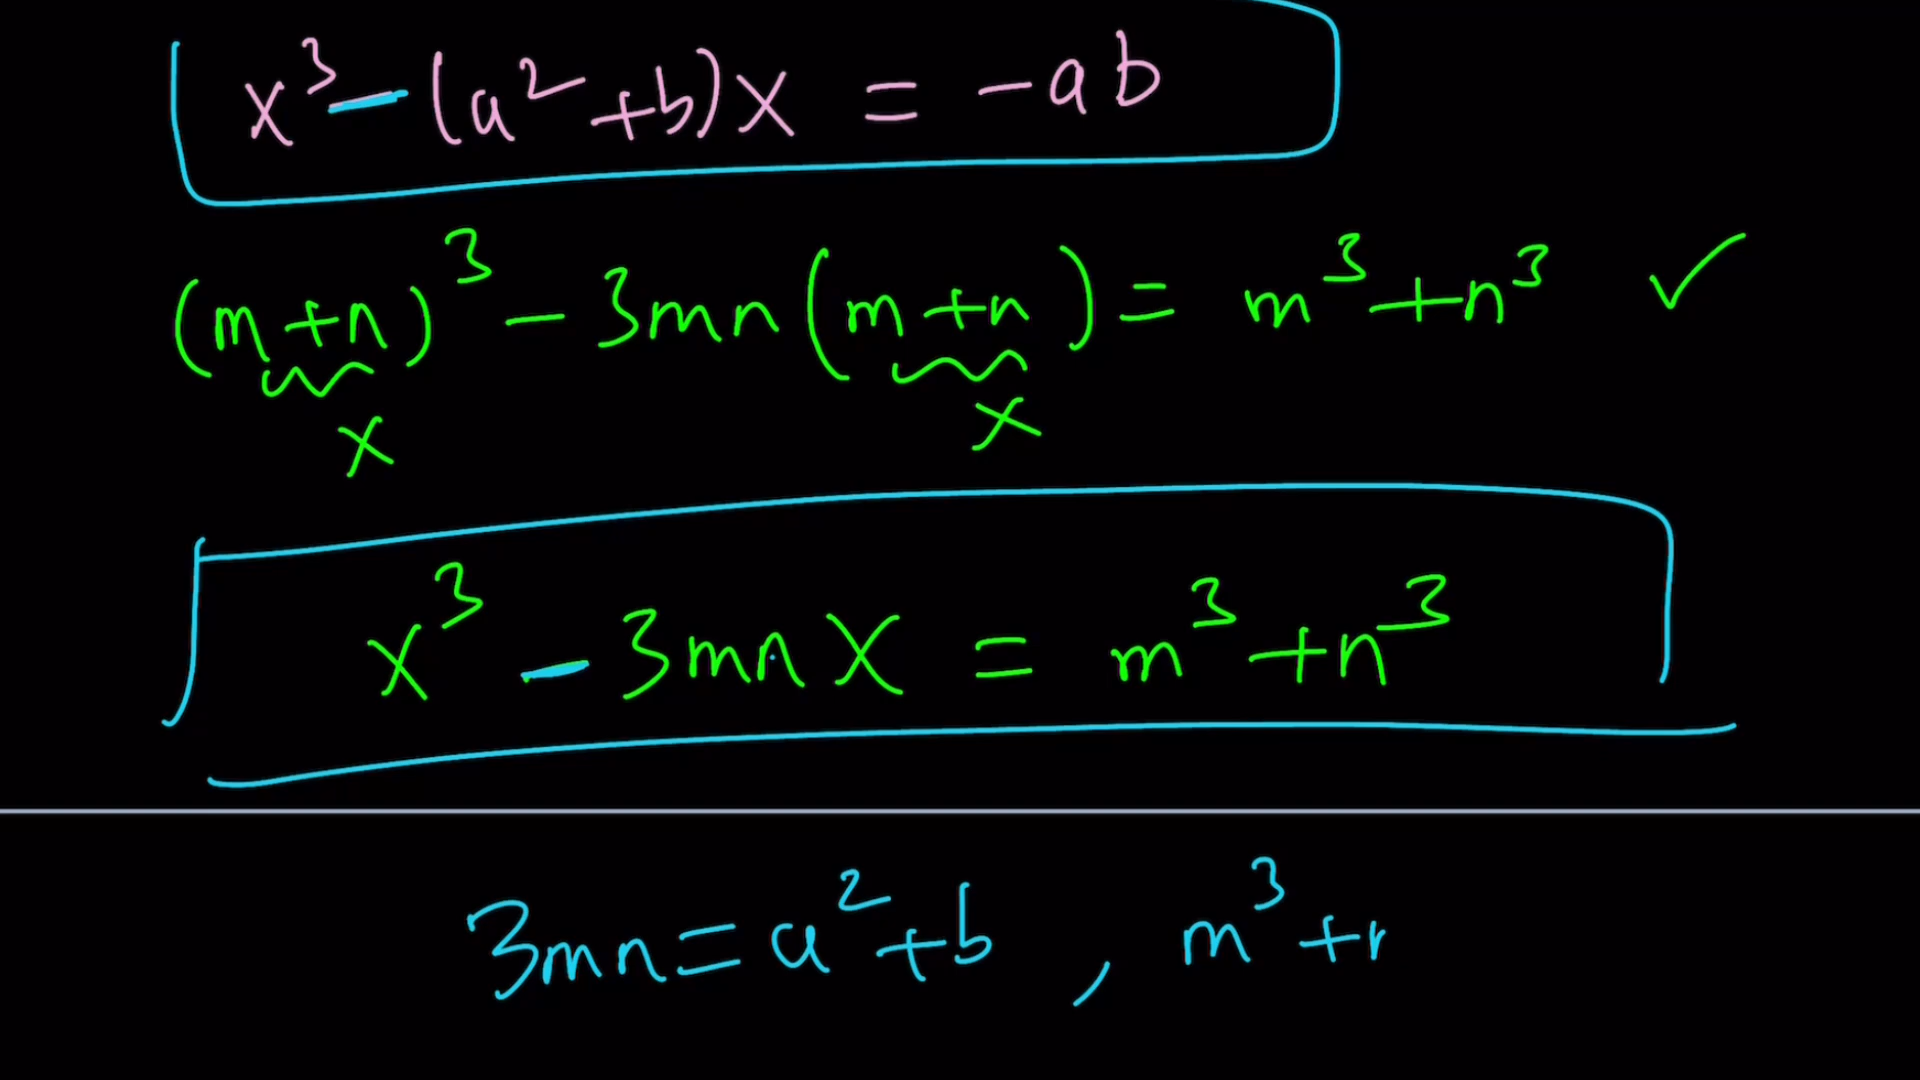 x³ - (a² + b)x = -ab
(m+n)³ - 3mn(m+n) = m³+n³ ✓
x x
x³ - 3mnx = m³+n³
3mn = a²+b , m³+